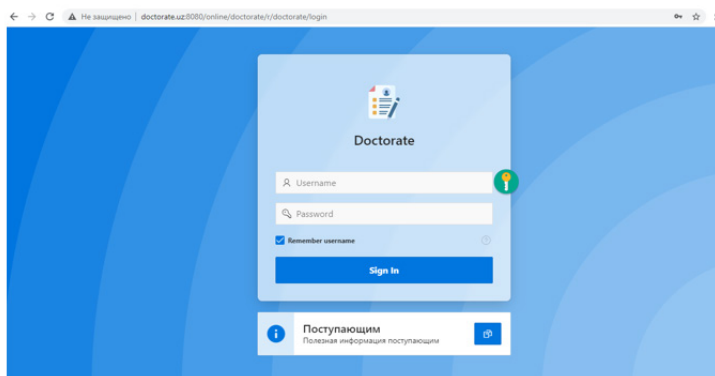 Не защищено | doctorate.uz:8080/online/doctorate/r/doctorate/login
Doctorate
Username
Password
Remember username
Sign In
Поступающим
Полезная информация поступающим